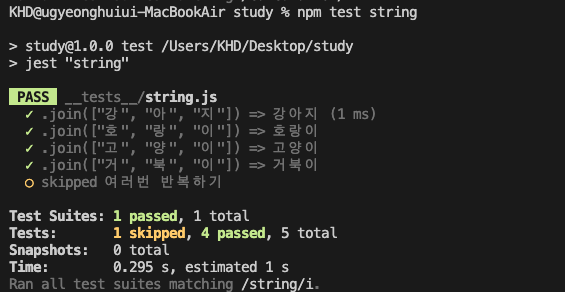 KHD@ugyeonghuiui-MacBookAir study % npm test string
> study@1.0.0 test /Users/KHD/Desktop/study
> jest "string"
PASS __tests__/string.js
✓ .join(["강", "아", "지"]) => 강아지 (1 ms)
✓ .join(["호", "랑", "이"]) => 호랑이
✓ .join(["고", "양", "이"]) => 고양이
✓ .join(["거", "북", "이"]) => 거북이
○ skipped 여러번 반복하기
Test Suites: 1 passed, 1 total
Tests: 1 skipped, 4 passed, 5 total
Snapshots: 0 total
Time: 0.295 s, estimated 1 s
Ran all test suites matching /string/i.